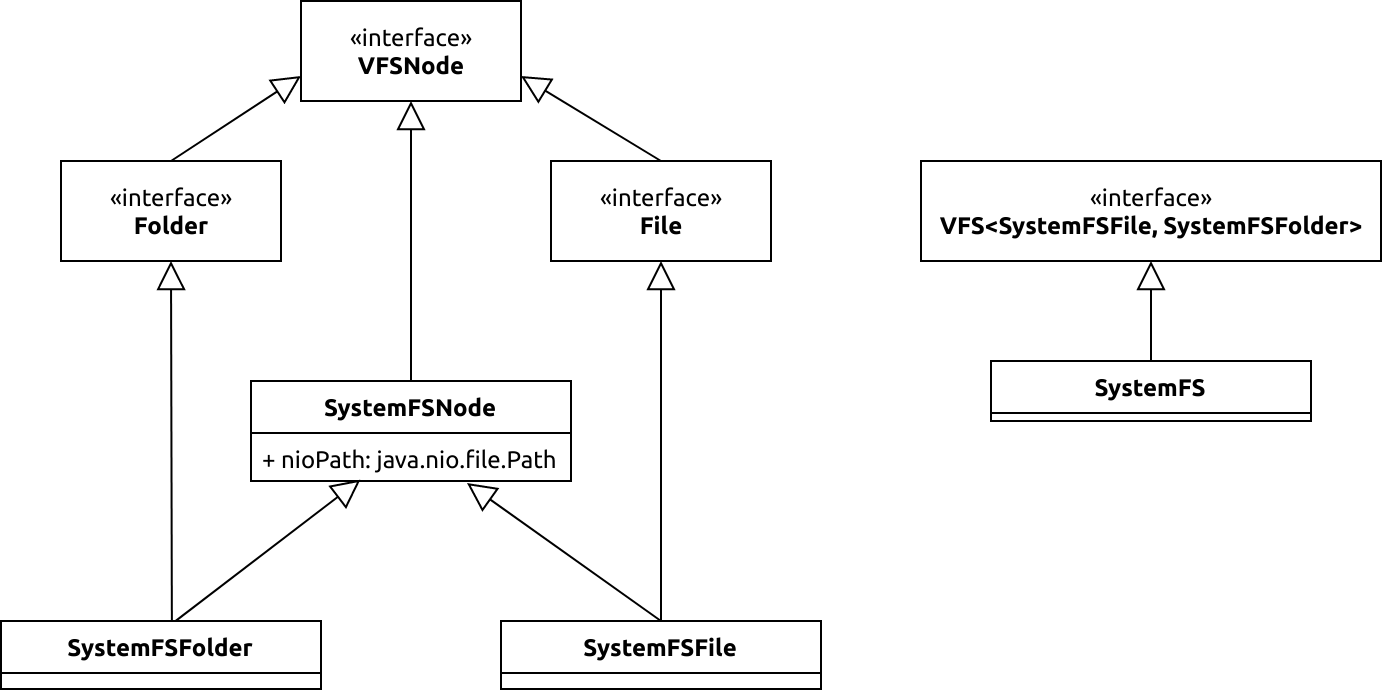 «interface»
VFSNode
«interface»
Folder
«interface»
File
«interface»
VFS<SystemFSFile, SystemFSFolder>
SystemFSNode
+ nioPath: java.nio.file.Path
SystemFS
SystemFSFolder
SystemFSFile